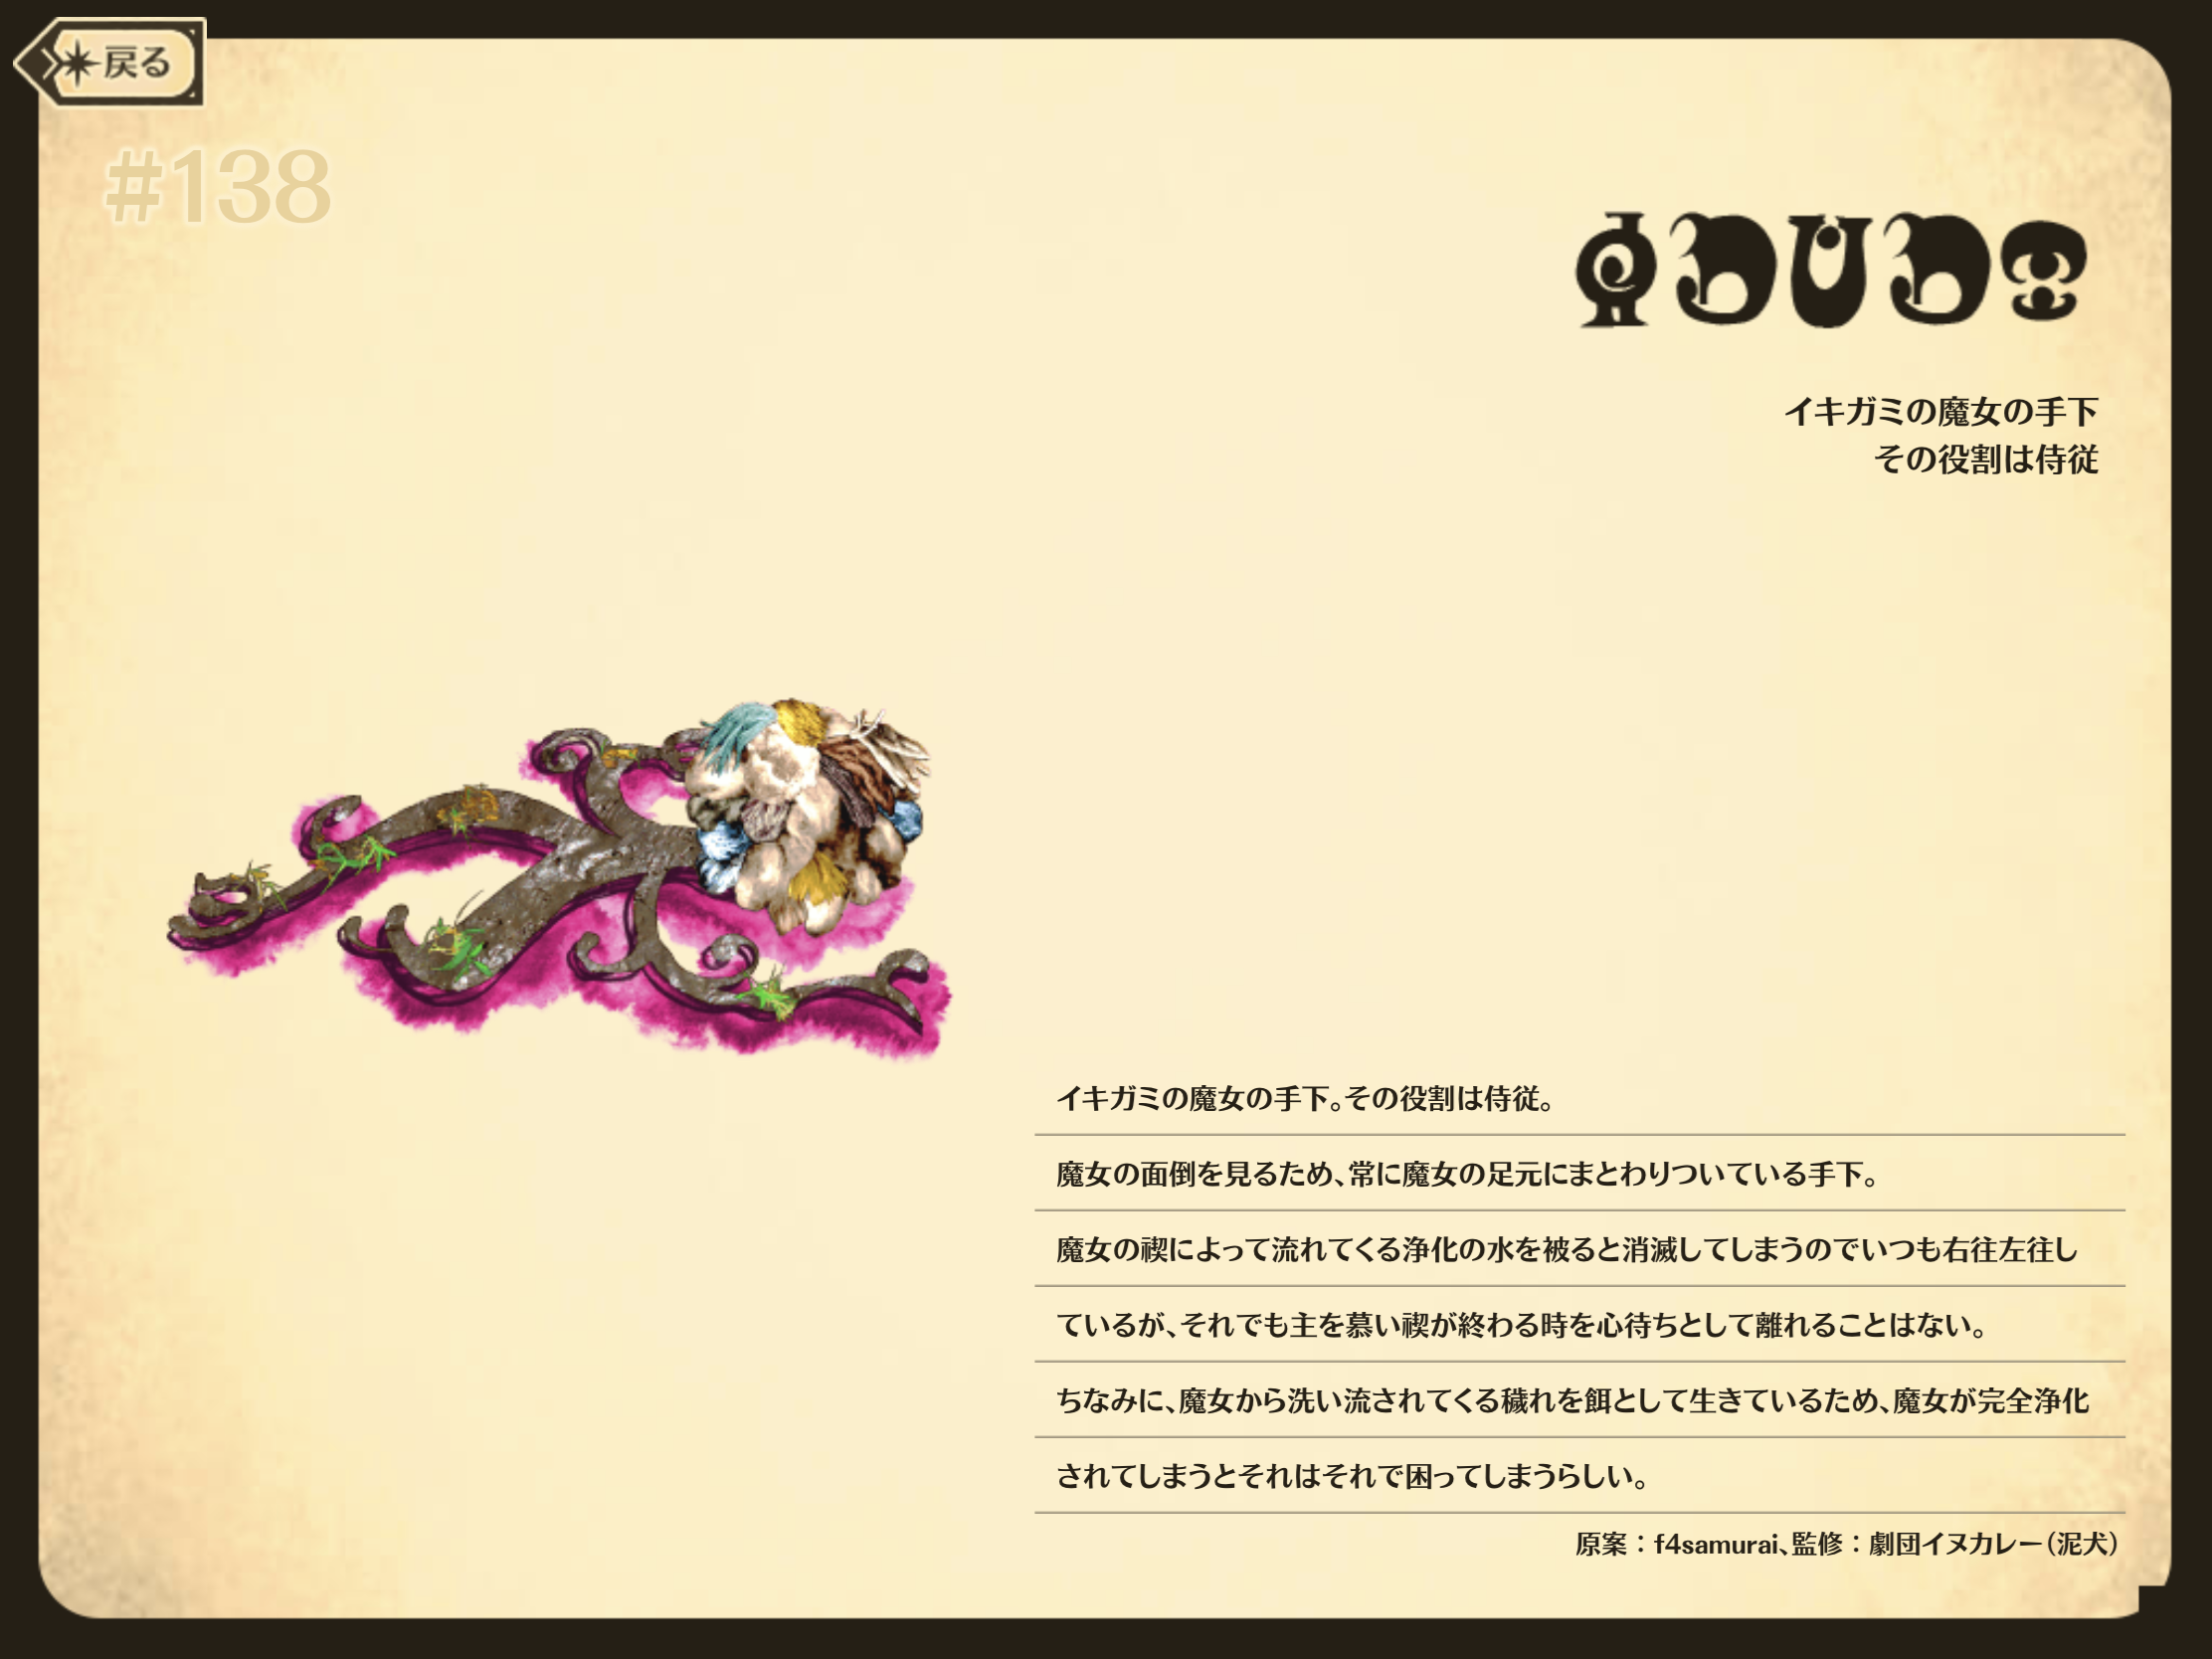 戻る
#138
イキガミの魔女の手下
その役割は侍従
イキガミの魔女の手下。その役割は侍従。
魔女の面倒を見るため、常に魔女の足元にまとわりついている手下。
魔女の禊によって流れてくる浄化の水を被ると消滅してしまうのでいつも右往左往し
ているが、それでも主を慕い禊が終わる時を心待ちとして離れることはない。
ちなみに、魔女から洗い流されてくる穢れを餌として生きているため、魔女が完全浄化
されてしまうとそれはそれで困ってしまうらしい。
原案：f4samurai、監修：劇団イヌカレー（泥犬）